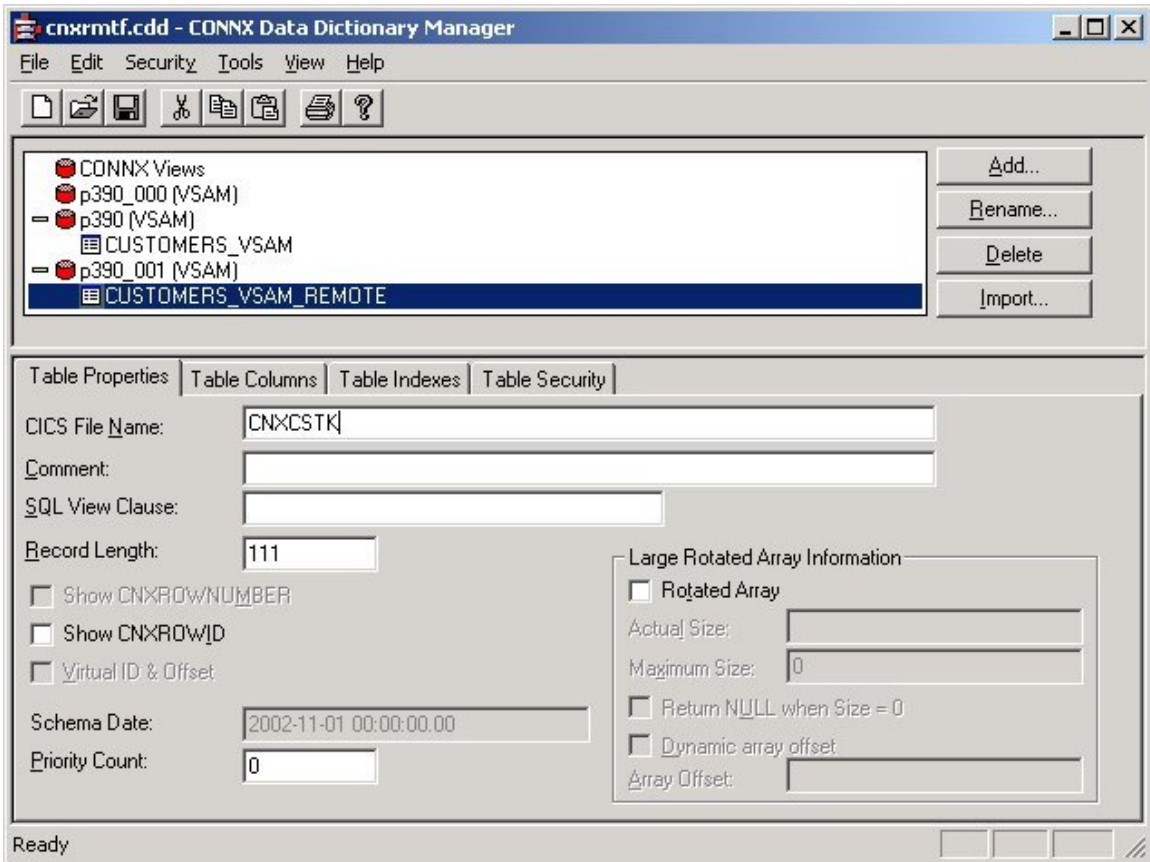 cnxrmtf.cdd - CONNX Data Dictionary Manager
File Edit Security Tools View Help
CONNX Views
p390_000 (VSAM)
p390 (VSAM)
CUSTOMERS_VSAM
p390_001 (VSAM)
CUSTOMERS_VSAM_REMOTE
Add...
Rename...
Delete
Import...
Table Properties Table Columns Table Indexes Table Security
CICS File Name: CNXCSTK
Comment:
SQL View Clause:
Record Length: 111
Show CNXROWNUMBER
Show CNXROWID
Virtual ID & Offset
Schema Date: 2002-11-01 00:00:00.00
Priority Count: 0
Large Rotated Array Information
Rotated Array
Actual Size:
Maximum Size: 0
Return NULL when Size = 0
Dynamic array offset
Array Offset:
Ready